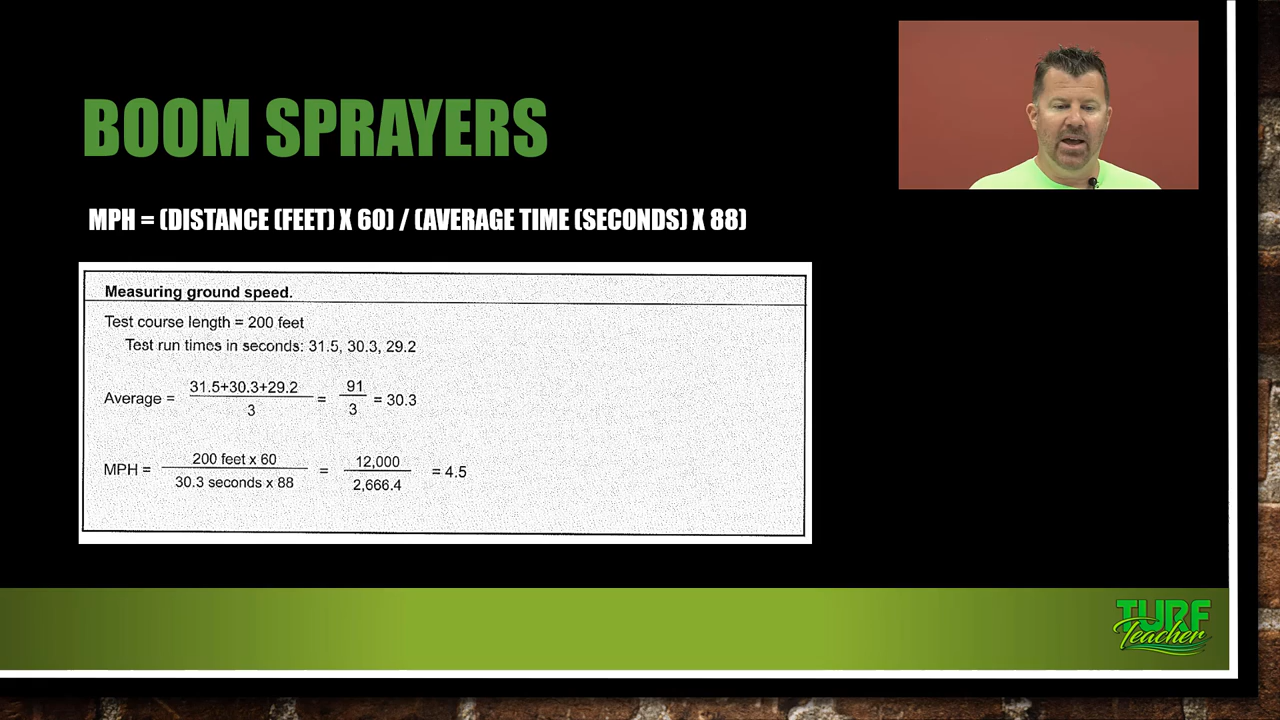 BOOM SPRAYERS
MPH = (DISTANCE (FEET) X 60) / (AVERAGE TIME (SECONDS) X 88)
Measuring ground speed.
Test course length = 200 feet
Test run times in seconds: 31.5, 30.3, 29.2
Average = 31.5+30.3+29.2 / 3 = 91 / 3 = 30.3
MPH = 200 feet x 60 / 30.3 seconds x 88 = 12,000 / 2,666.4 = 4.5
TURF
Teacher